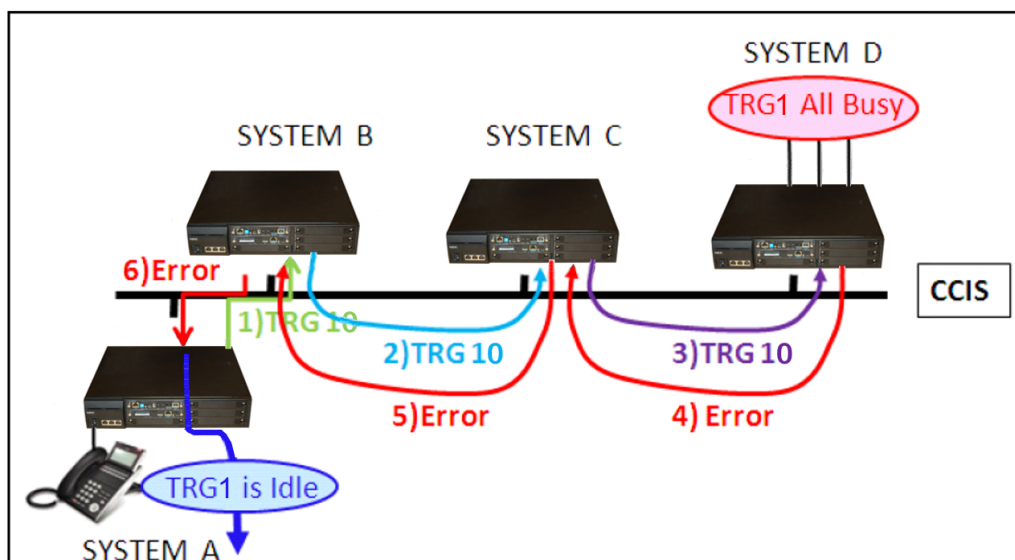 SYSTEM D
TRG1 All Busy
SYSTEM B
SYSTEM C
6)Error
CCIS
1)TRG 10
2)TRG 10
3)TRG 10
5)Error
4) Error
TRG1 is Idle
SYSTEM A